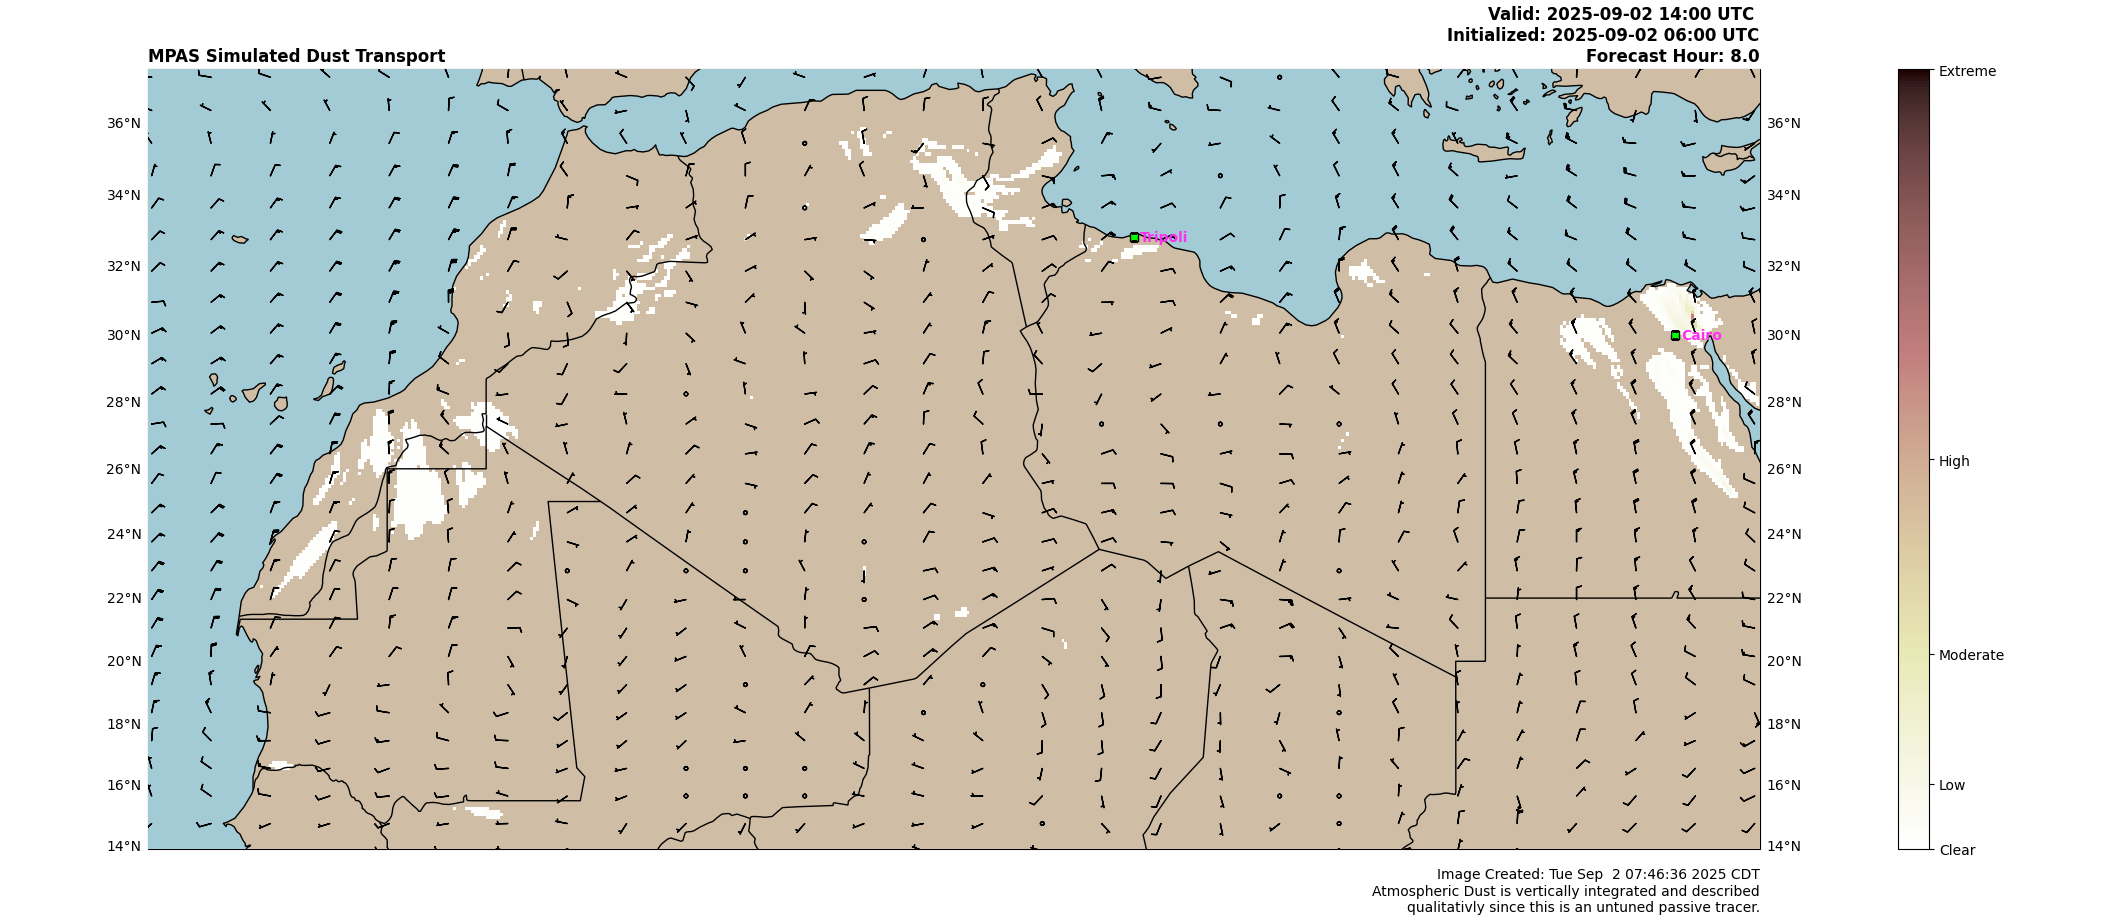 Valid: 2025-09-02 14:00 UTC
Initialized: 2025-09-02 06:00 UTC
MPAS Simulated Dust Transport
Forecast Hour: 8.0
Extreme
36°N
36°N
34°N
34°N
Tripoli
32°N
32°N
30°N
Cairo
30°N
28°N
28°N
26°N
26°N
High
24°N
24°N
22°N
22°N
20°N
20°N
Moderate
18°N
18°N
16°N
16°N
Low
14°N
14°N
Clear
Image Created: Tue Sep  2 07:46:36 2025 CDT
Atmospheric Dust is vertically integrated and described
qualitativly since this is an untuned passive tracer.